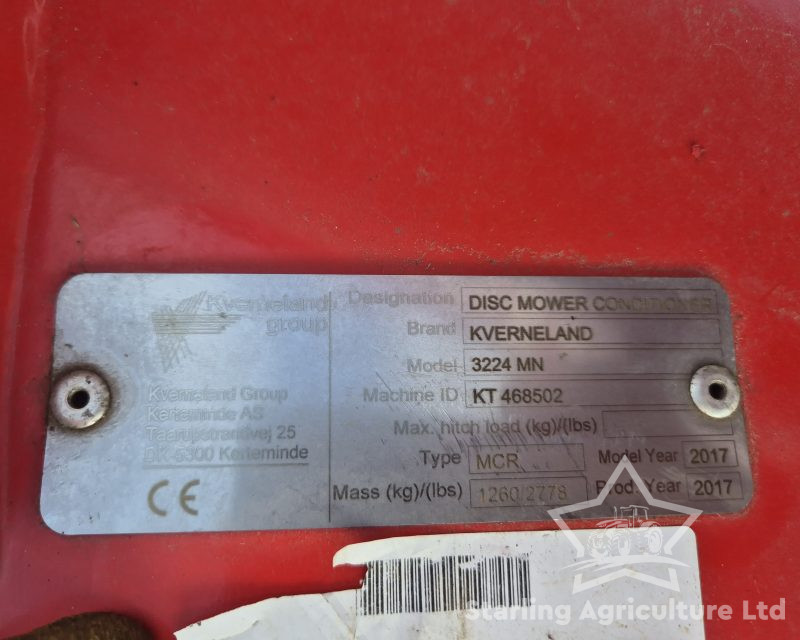 Kverneland
group
Kverneland Group
Kerteminde AS
Taarupstrandvej 25
DK-5300 Kerteminde
CE
Designation DISC MOWER CONDITIONER
Brand KVERNELAND
Model 3224 MN
Machine ID KT 468502
Max. hitch load (kg)/(lbs)
Type MCR Model Year 2017
Mass (kg)/(lbs) 1260/2778 Prod. Year 2017
Starling Agriculture Ltd